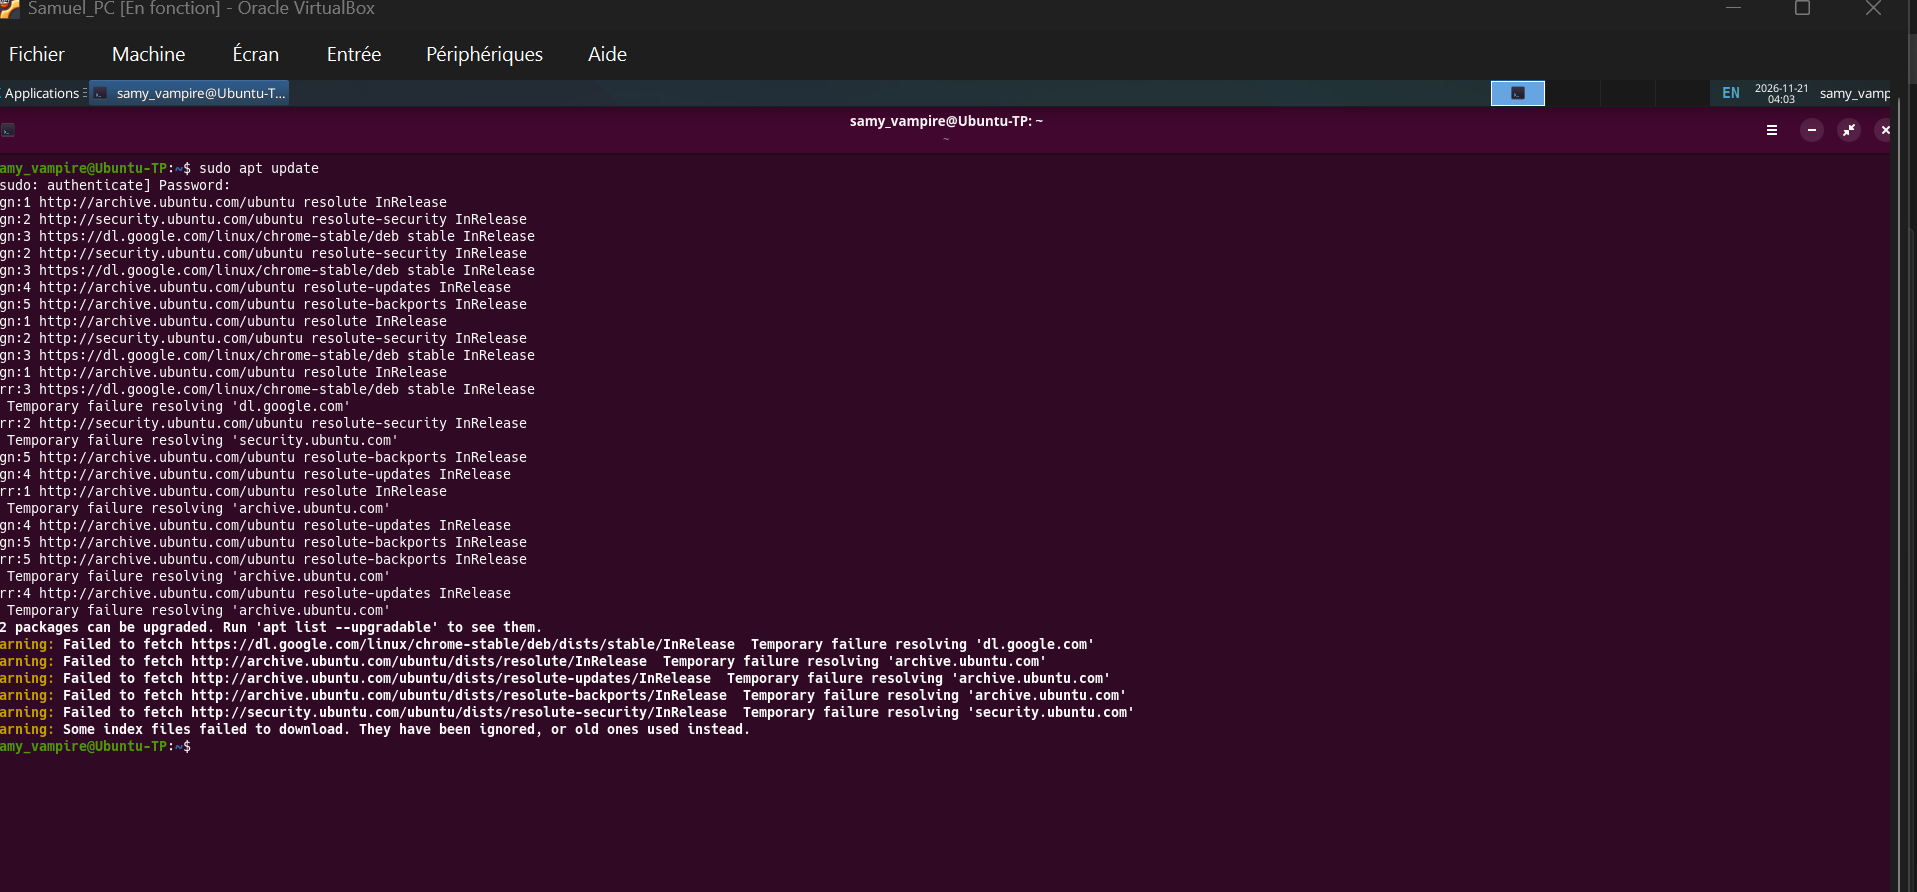 Samuel_PC [En fonction] - Oracle VirtualBox
Fichier Machine Écran Entrée Périphériques Aide
Applications samy_vampire@Ubuntu-T... EN 2026-11-21 04:03 samy_vamp
samy_vampire@Ubuntu-TP: ~
~
amy_vampire@Ubuntu-TP:~$ sudo apt update
sudo: authenticate] Password:
gn:1 http://archive.ubuntu.com/ubuntu resolute InRelease
gn:2 http://security.ubuntu.com/ubuntu resolute-security InRelease
gn:3 https://dl.google.com/linux/chrome-stable/deb stable InRelease
gn:2 http://security.ubuntu.com/ubuntu resolute-security InRelease
gn:3 https://dl.google.com/linux/chrome-stable/deb stable InRelease
gn:4 http://archive.ubuntu.com/ubuntu resolute-updates InRelease
gn:5 http://archive.ubuntu.com/ubuntu resolute-backports InRelease
gn:1 http://archive.ubuntu.com/ubuntu resolute InRelease
gn:2 http://security.ubuntu.com/ubuntu resolute-security InRelease
gn:3 https://dl.google.com/linux/chrome-stable/deb stable InRelease
gn:1 http://archive.ubuntu.com/ubuntu resolute InRelease
rr:3 https://dl.google.com/linux/chrome-stable/deb stable InRelease
Temporary failure resolving 'dl.google.com'
rr:2 http://security.ubuntu.com/ubuntu resolute-security InRelease
Temporary failure resolving 'security.ubuntu.com'
gn:5 http://archive.ubuntu.com/ubuntu resolute-backports InRelease
gn:4 http://archive.ubuntu.com/ubuntu resolute-updates InRelease
rr:1 http://archive.ubuntu.com/ubuntu resolute InRelease
Temporary failure resolving 'archive.ubuntu.com'
gn:4 http://archive.ubuntu.com/ubuntu resolute-updates InRelease
gn:5 http://archive.ubuntu.com/ubuntu resolute-backports InRelease
rr:5 http://archive.ubuntu.com/ubuntu resolute-backports InRelease
Temporary failure resolving 'archive.ubuntu.com'
rr:4 http://archive.ubuntu.com/ubuntu resolute-updates InRelease
Temporary failure resolving 'archive.ubuntu.com'
2 packages can be upgraded. Run 'apt list --upgradable' to see them.
arning: Failed to fetch https://dl.google.com/linux/chrome-stable/deb/dists/stable/InRelease  Temporary failure resolving 'dl.google.com'
arning: Failed to fetch http://archive.ubuntu.com/ubuntu/dists/resolute/InRelease  Temporary failure resolving 'archive.ubuntu.com'
arning: Failed to fetch http://archive.ubuntu.com/ubuntu/dists/resolute-updates/InRelease  Temporary failure resolving 'archive.ubuntu.com'
arning: Failed to fetch http://archive.ubuntu.com/ubuntu/dists/resolute-backports/InRelease  Temporary failure resolving 'archive.ubuntu.com'
arning: Failed to fetch http://security.ubuntu.com/ubuntu/dists/resolute-security/InRelease  Temporary failure resolving 'security.ubuntu.com'
arning: Some index files failed to download. They have been ignored, or old ones used instead.
amy_vampire@Ubuntu-TP:~$